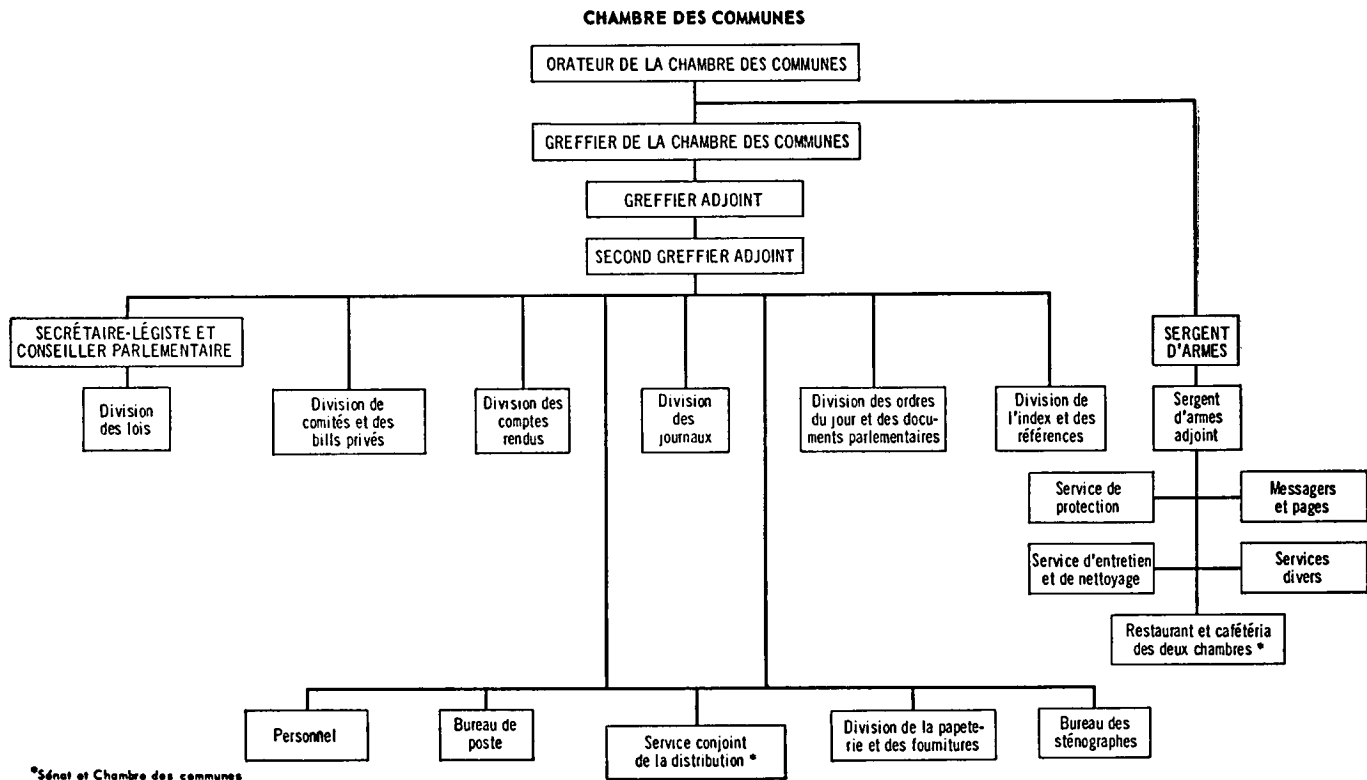 CHAMBRE DES COMMUNES
ORATEUR DE LA CHAMBRE DES COMMUNES
GREFFIER DE LA CHAMBRE DES COMMUNES
GREFFIER ADJOINT
SECOND GREFFIER ADJOINT
SECRÉTAIRE-LÉGISTE ET
CONSEILLER PARLEMENTAIRE
SERGENT
D'ARMES
Division
des lois
Division de
comités et des
bills privés
Division des
comptes
rendus
Division
des
journaux
Division des ordres
du jour et des docu-
ments parlementaires
Division de
l'index et des
références
Sergent
d'armes
adjoint
Service de
protection
Messagers
et pages
Service d'entretien
et de nettoyage
Services
divers
Restaurant et cafétéria
des deux chambres *
Personnel
Bureau de
poste
Service conjoint
de la distribution *
Division de la papete-
rie et des fournitures
Bureau des
sténographes
*Sénat et Chambre des communes